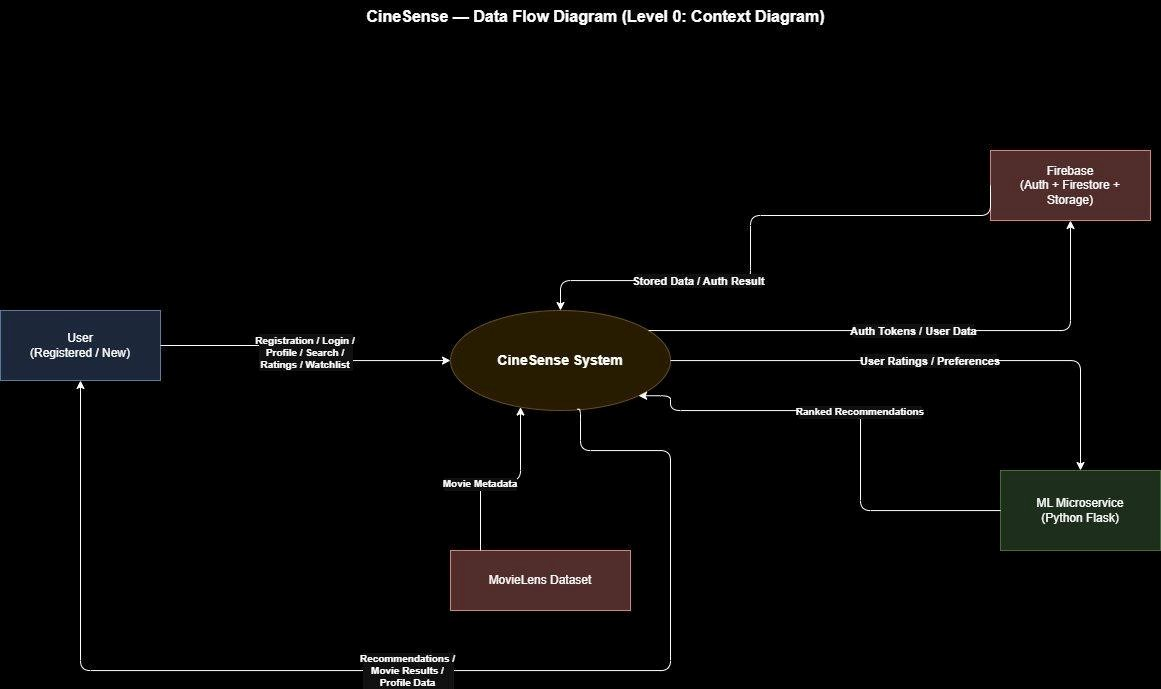 CineSense — Data Flow Diagram (Level 0: Context Diagram)
Firebase
(Auth + Firestore +
Storage)
Stored Data / Auth Result
User
(Registered / New)
Registration / Login /
Profile / Search /
Ratings / Watchlist
CineSense System
Auth Tokens / User Data
User Ratings / Preferences
Ranked Recommendations
Movie Metadata
ML Microservice
(Python Flask)
MovieLens Dataset
Recommendations /
Movie Results /
Profile Data